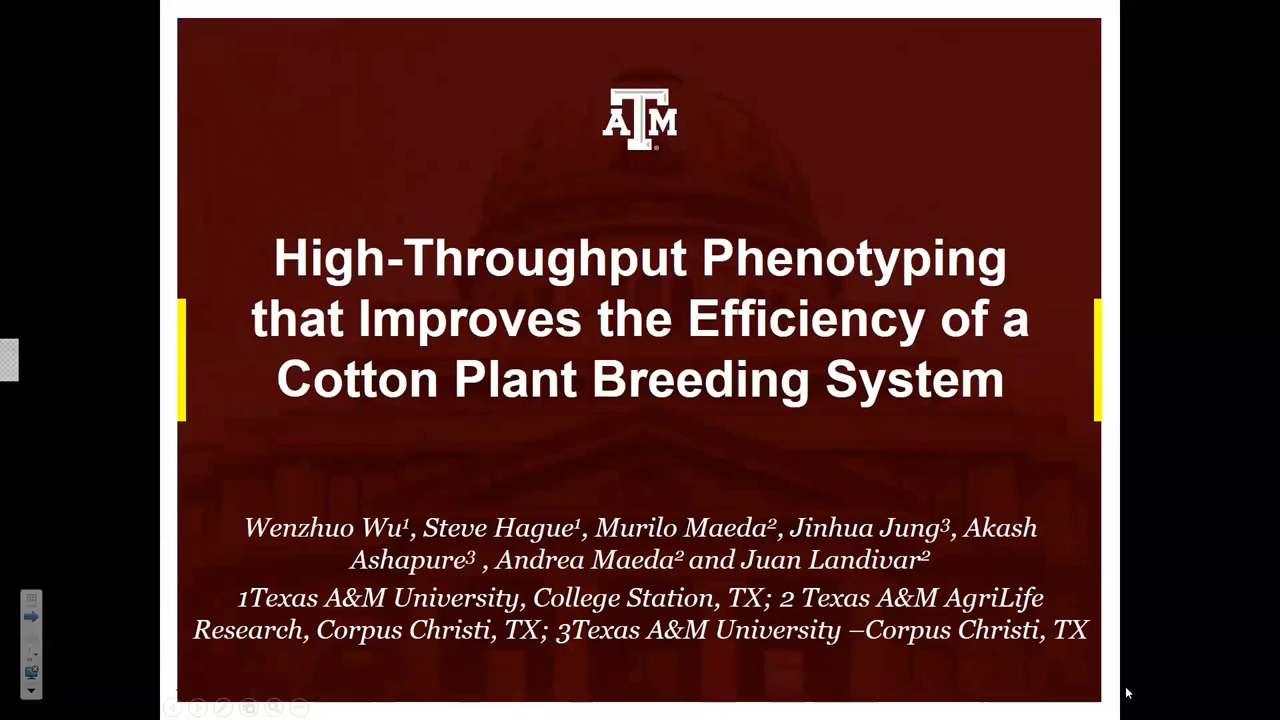 ATM
High-Throughput Phenotyping
that Improves the Efficiency of a
Cotton Plant Breeding System
Wenzhuo Wu¹, Steve Hague¹, Murilo Maeda², Jinhua Jung³, Akash
Ashapure³ , Andrea Maeda² and Juan Landivar²
1Texas A&M University, College Station, TX; 2 Texas A&M AgriLife
Research, Corpus Christi, TX; 3Texas A&M University –Corpus Christi, TX